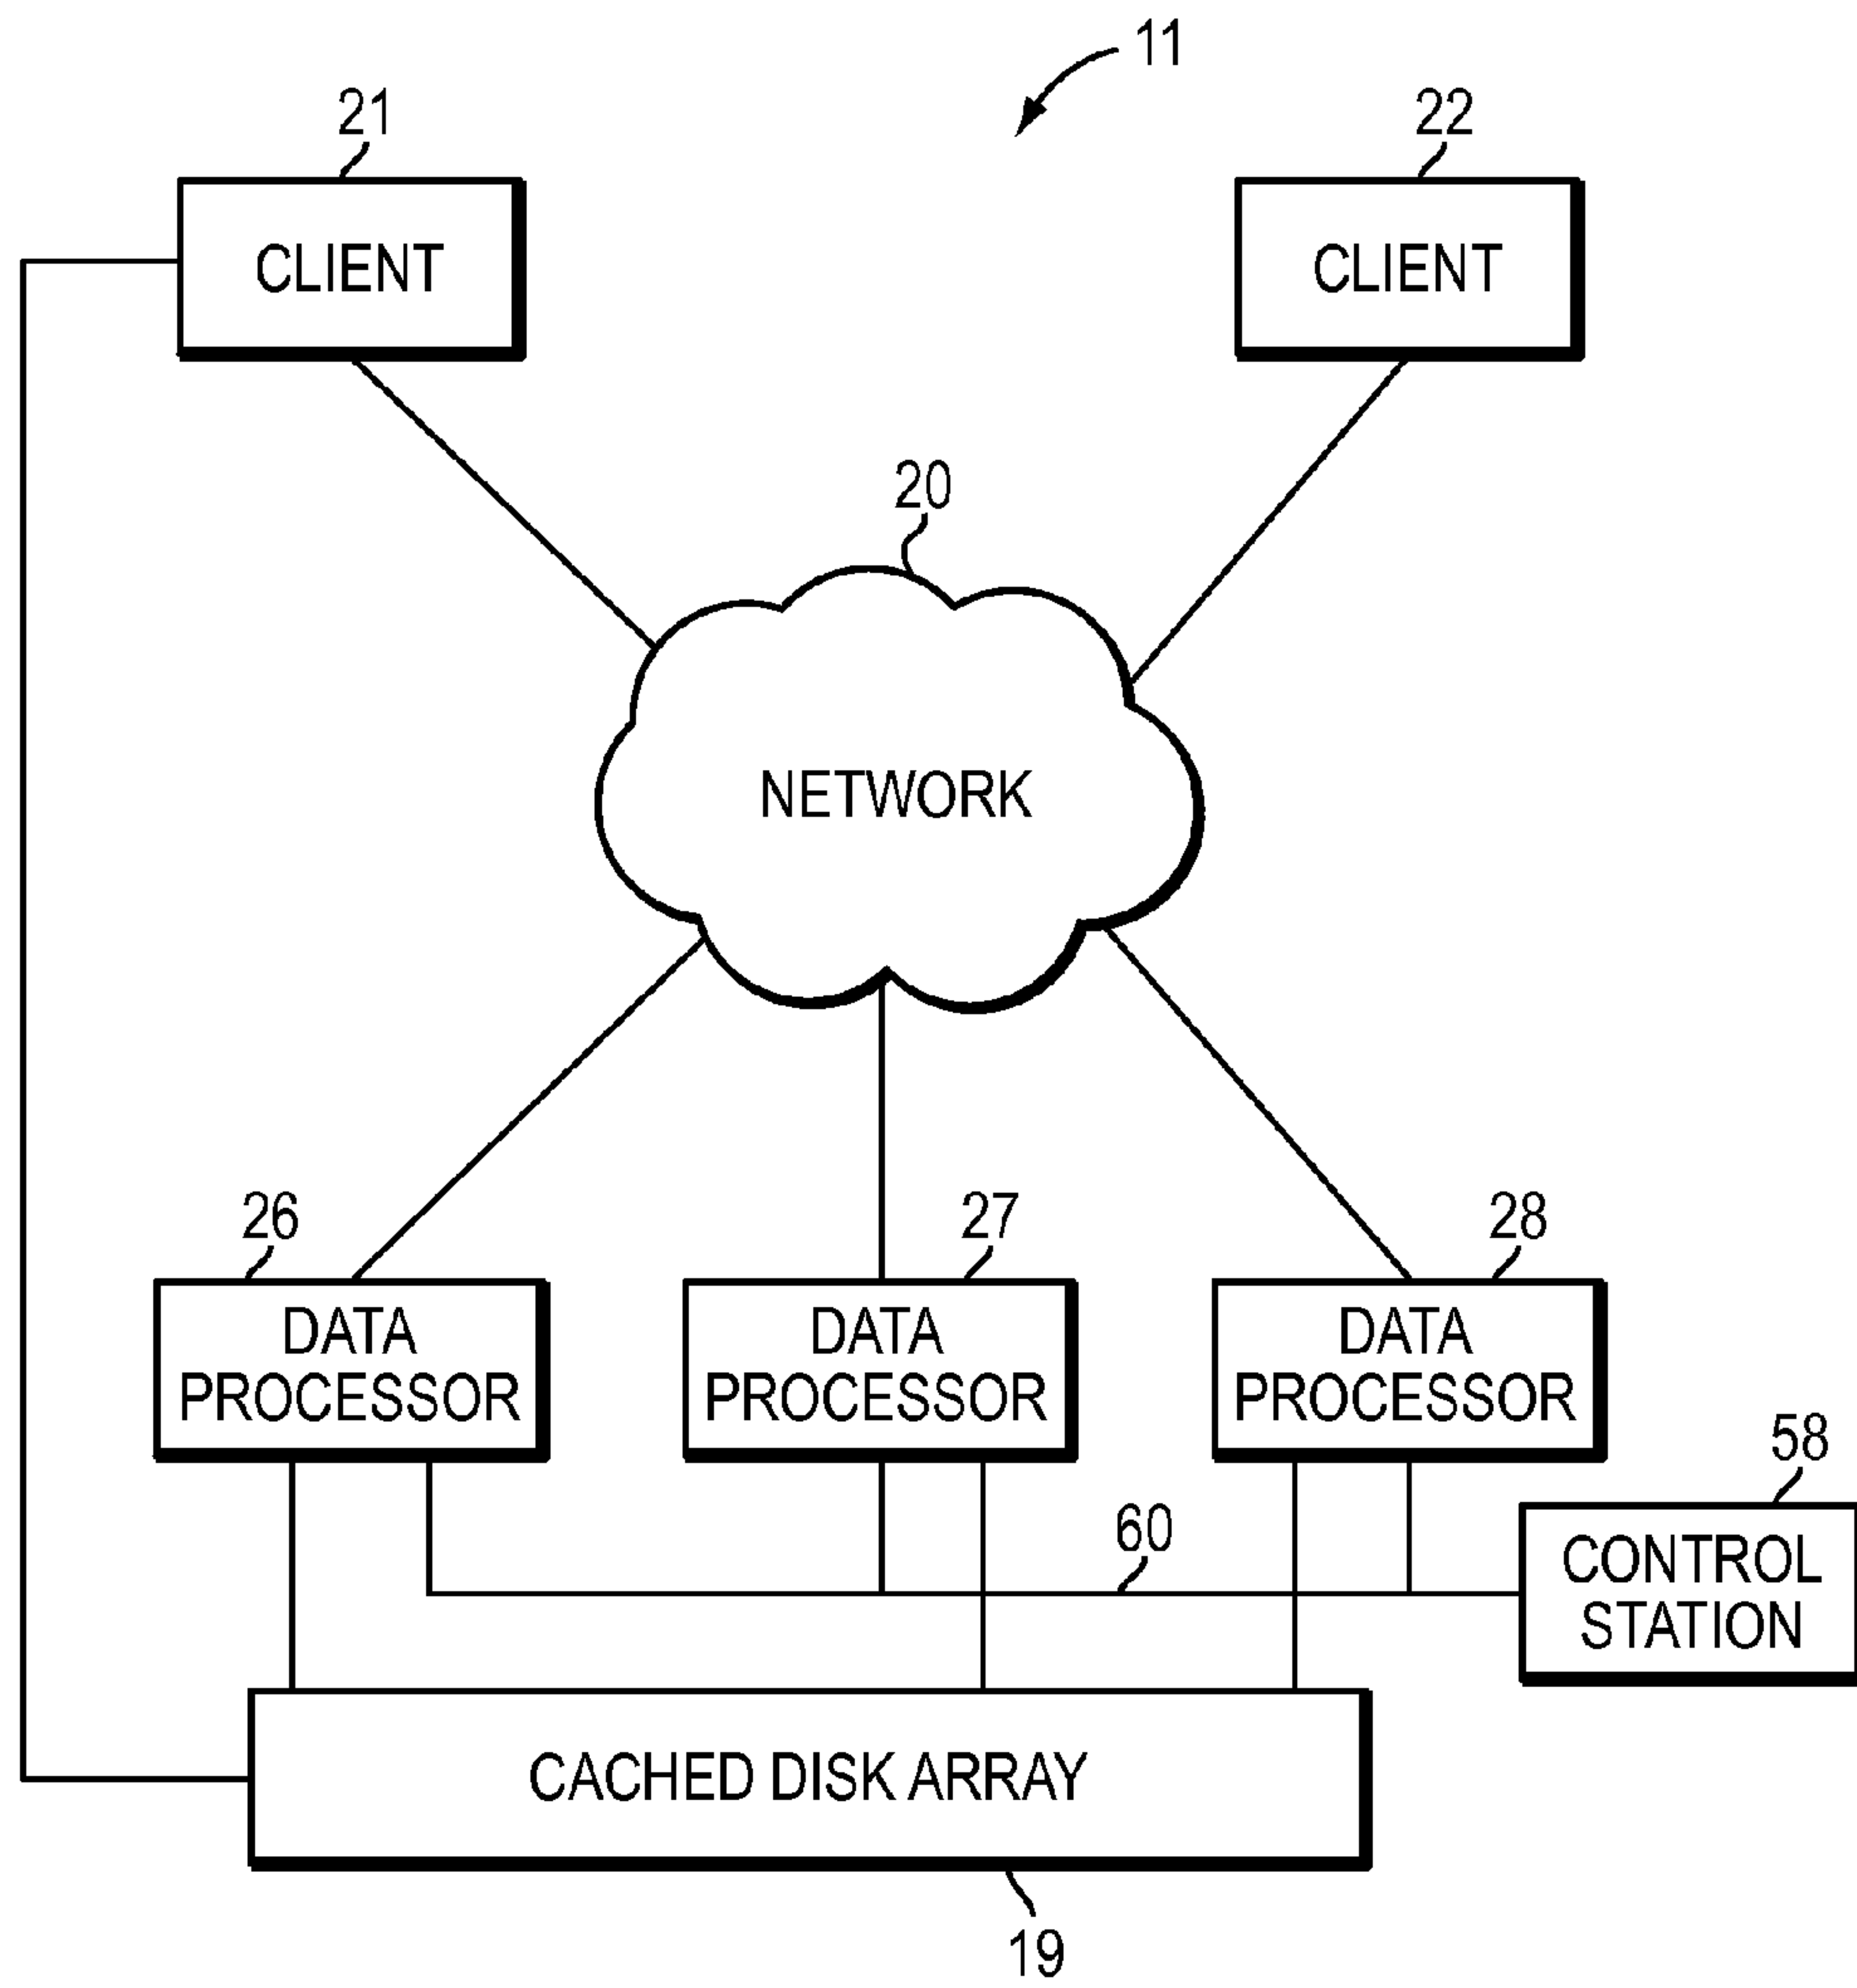 11
21
22
CLIENT
CLIENT
20
NETWORK
26
27
28
DATA
PROCESSOR
DATA
PROCESSOR
DATA
PROCESSOR
58
60
CONTROL
STATION
CACHED DISK ARRAY
19